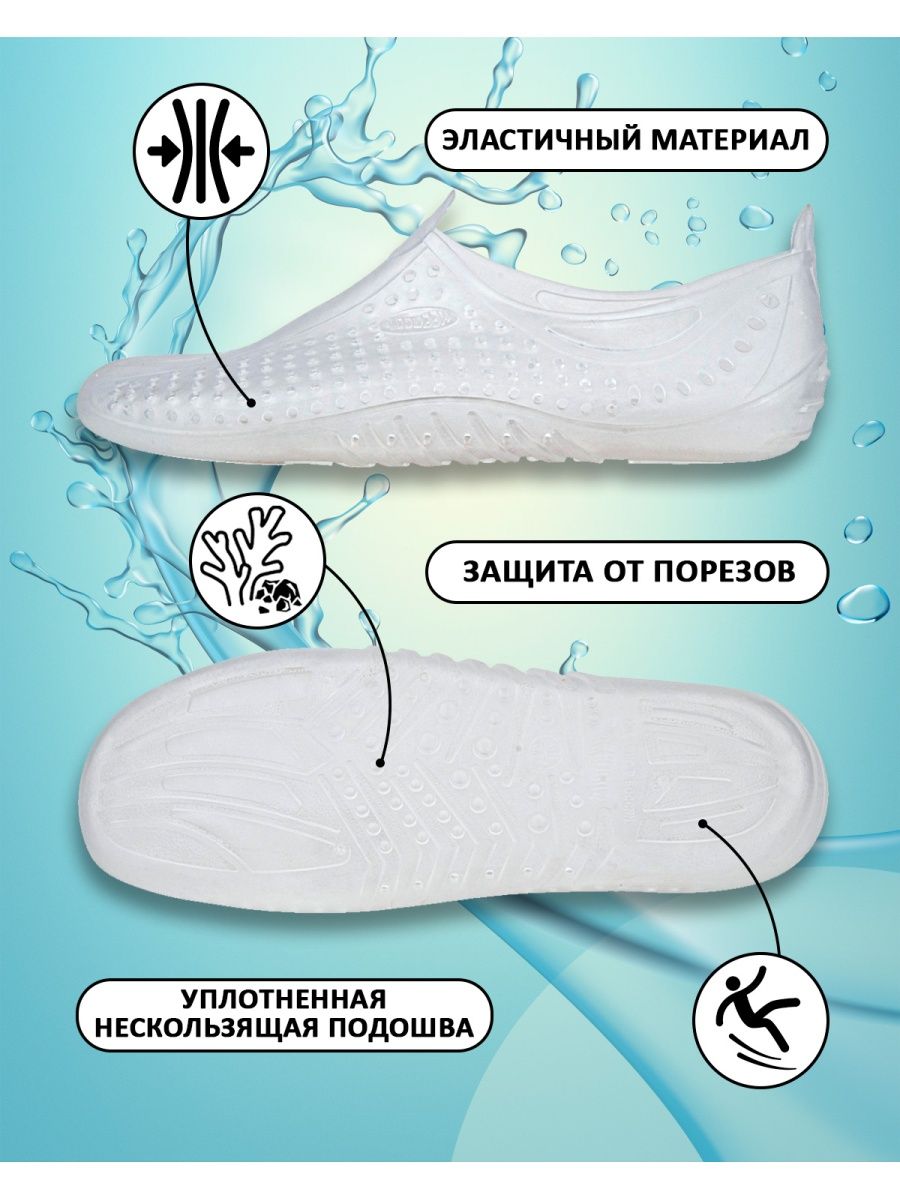 ЭЛАСТИЧНЫЙ МАТЕРИАЛ
ЗАЩИТА ОТ ПОРЕЗОВ
УПЛОТНЕННАЯ
НЕСКОЛЬЗЯЩАЯ ПОДОШВА